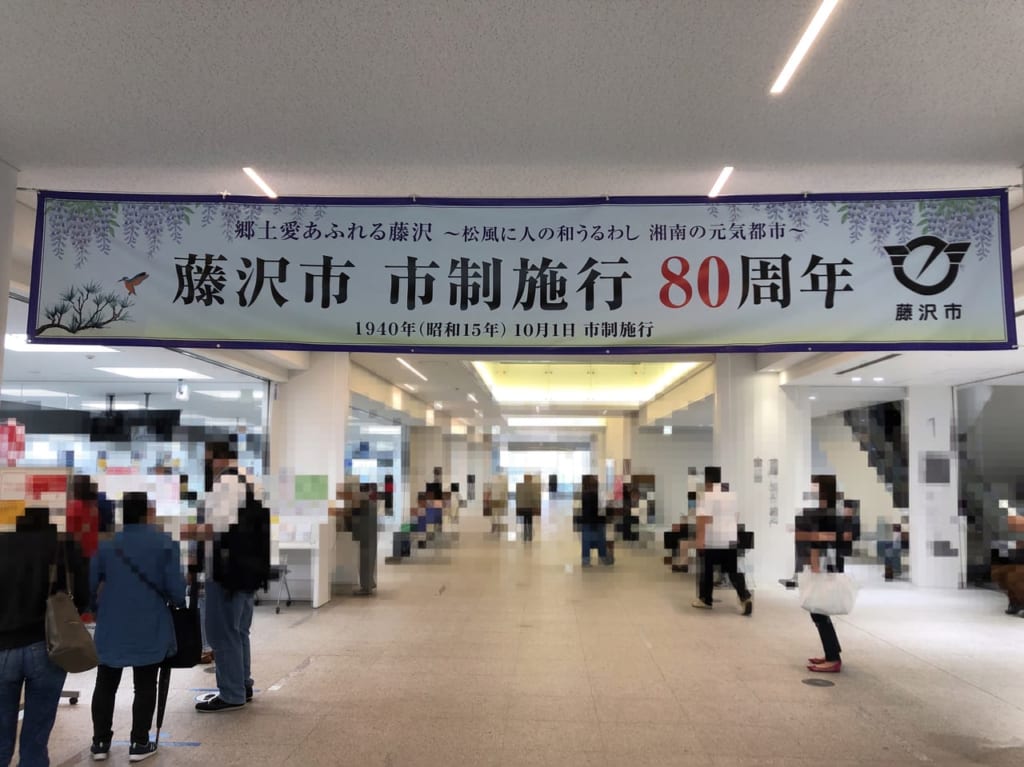 郷土愛あふれる藤沢 ～松風に人の和うるわし 湘南の元気都市～
藤沢市 市制施行 80周年
1940年(昭和15年) 10月1日 市制施行
藤沢市